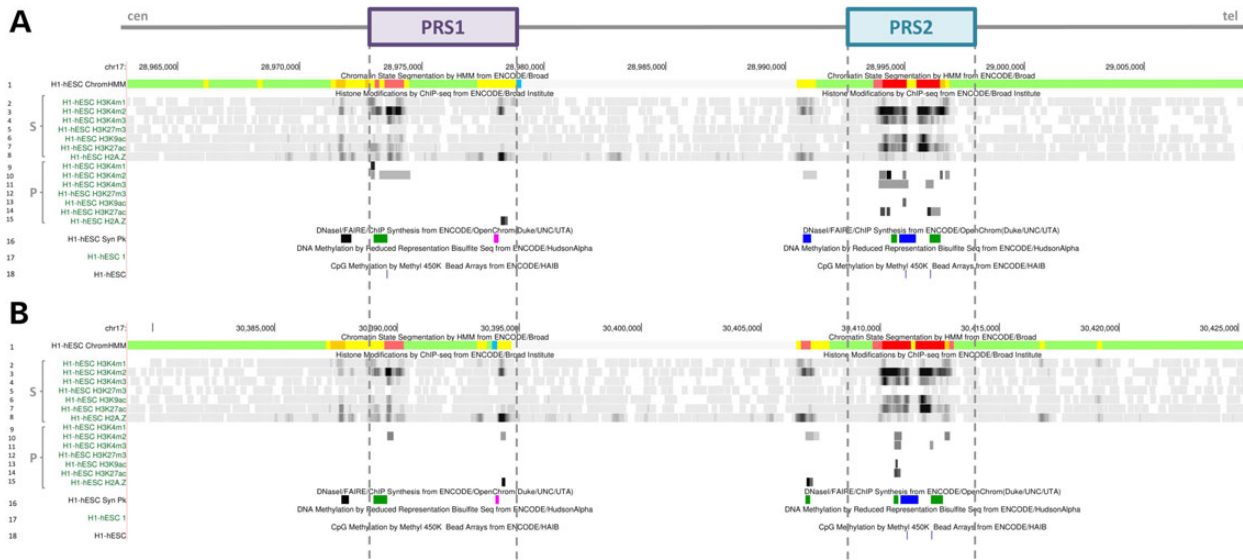 cen
tel
A
PRS1
PRS2
chr17: 28,965,000 28,970,000 28,975,000 28,980,000 28,985,000 28,990,000 28,995,000 29,000,000 29,005,000
Chromatin State Segmentation by HMM from ENCODE/Broad Chromatin State Segmentation by HMM from ENCODE/Broad
1 H1-hESC ChromHMM
Histone Modifications by ChIP-seq from ENCODE/Broad Institute Histone Modifications by ChIP-seq from ENCODE/Broad Institute
S
2 H1-hESC H3K4m1
3 H1-hESC H3K4m2
4 H1-hESC H3K4m3
5 H1-hESC H3K27m3
6 H1-hESC H3K9ac
7 H1-hESC H3K27ac
8 H1-hESC H2A.Z
P
9 H1-hESC H3K4m1
10 H1-hESC H3K4m2
11 H1-hESC H3K4m3
12 H1-hESC H3K27m3
13 H1-hESC H3K9ac
14 H1-hESC H3K27ac
15 H1-hESC H2A.Z
DNaseI/FAIRE/ChIP Synthesis from ENCODE/OpenChrom(Duke/UNC/UTA) DNaseI/FAIRE/ChIP Synthesis from ENCODE/OpenChrom(Duke/UNC/UTA)
16 H1-hESC Syn Pk
DNA Methylation by Reduced Representation Bisulfite Seq from ENCODE/HudsonAlpha DNA Methylation by Reduced Representation Bisulfite Seq from ENCODE/HudsonAlpha
17 H1-hESC 1
CpG Methylation by Methyl 450K Bead Arrays from ENCODE/HAIB CpG Methylation by Methyl 450K Bead Arrays from ENCODE/HAIB
18 H1-hESC
B
chr17: 30,385,000 30,390,000 30,395,000 30,400,000 30,405,000 30,410,000 30,415,000 30,420,000 30,425,000
Chromatin State Segmentation by HMM from ENCODE/Broad Chromatin State Segmentation by HMM from ENCODE/Broad
1 H1-hESC ChromHMM
Histone Modifications by ChIP-seq from ENCODE/Broad Institute Histone Modifications by ChIP-seq from ENCODE/Broad Institute
S
2 H1-hESC H3K4m1
3 H1-hESC H3K4m2
4 H1-hESC H3K4m3
5 H1-hESC H3K27m3
6 H1-hESC H3K9ac
7 H1-hESC H3K27ac
8 H1-hESC H2A.Z
P
9 H1-hESC H3K4m1
10 H1-hESC H3K4m2
11 H1-hESC H3K4m3
12 H1-hESC H3K27m3
13 H1-hESC H3K9ac
14 H1-hESC H3K27ac
15 H1-hESC H2A.Z
DNaseI/FAIRE/ChIP Synthesis from ENCODE/OpenChrom(Duke/UNC/UTA) DNaseI/FAIRE/ChIP Synthesis from ENCODE/OpenChrom(Duke/UNC/UTA)
16 H1-hESC Syn Pk
DNA Methylation by Reduced Representation Bisulfite Seq from ENCODE/HudsonAlpha DNA Methylation by Reduced Representation Bisulfite Seq from ENCODE/HudsonAlpha
17 H1-hESC 1
CpG Methylation by Methyl 450K Bead Arrays from ENCODE/HAIB CpG Methylation by Methyl 450K Bead Arrays from ENCODE/HAIB
18 H1-hESC